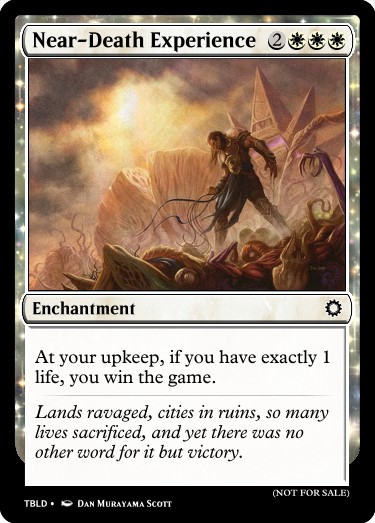 Near-Death Experience 2
Enchantment
At your upkeep, if you have exactly 1
life, you win the game.
Lands ravaged, cities in ruins, so many
lives sacrificed, and yet there was no
other word for it but victory.
TBLD • Dan Murayama Scott
(NOT FOR SALE)